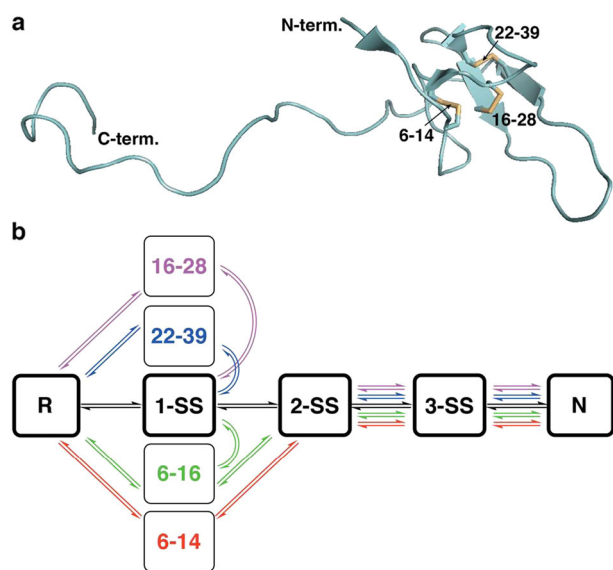 a
N-term.
22-39
C-term.
6-14
16-28
b
16-28
22-39
R
1-SS
2-SS
3-SS
N
6-16
6-14